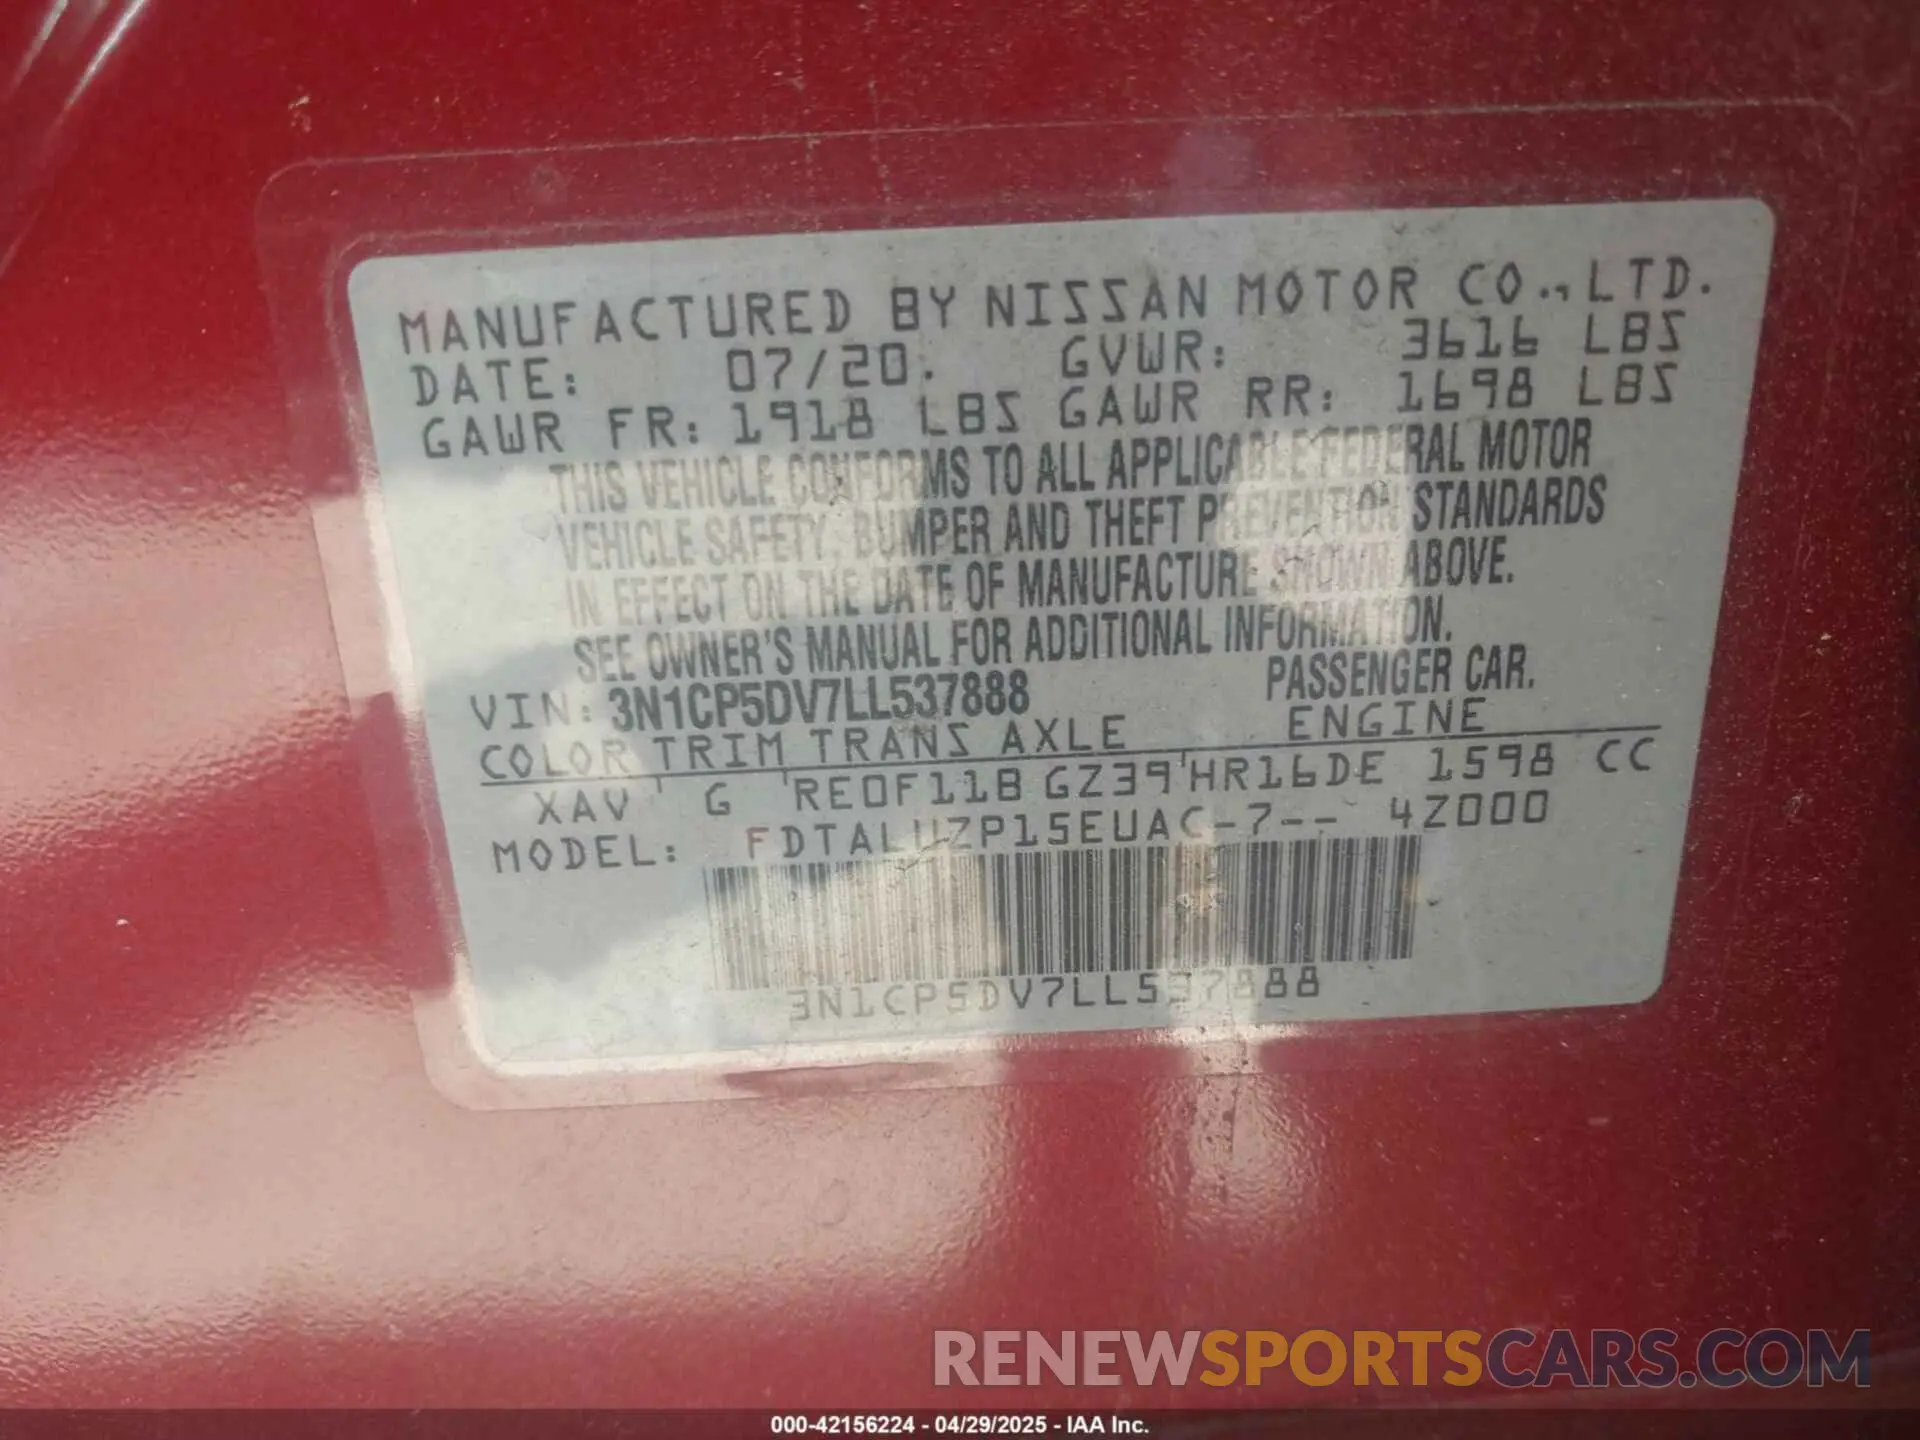 MANUFACTURED BY NISSAN MOTOR CO., LTD.
DATE: 07/20. GVWR: 3616 LBS
GAWR FR: 1918 LBS GAWR RR: 1698 LBS
THIS VEHICLE CONFORMS TO ALL APPLICABLE FEDERAL MOTOR
VEHICLE SAFETY, BUMPER AND THEFT PREVENTION STANDARDS
IN EFFECT ON THE DATE OF MANUFACTURE SHOWN ABOVE.
SEE OWNER'S MANUAL FOR ADDITIONAL INFORMATION.
VIN: 3N1CP5DV7LL537888 PASSENGER CAR.
COLOR TRIM TRANS AXLE ENGINE
XAV G RE0F11B GZ39 HR16DE 1598 CC
MODEL: FDTALUZP15EUAC-7-- 4Z000
3N1CP5DV7LL537888
RENEWSPORTSCARS.COM
000-42156224 - 04/29/2025 - IAA Inc.